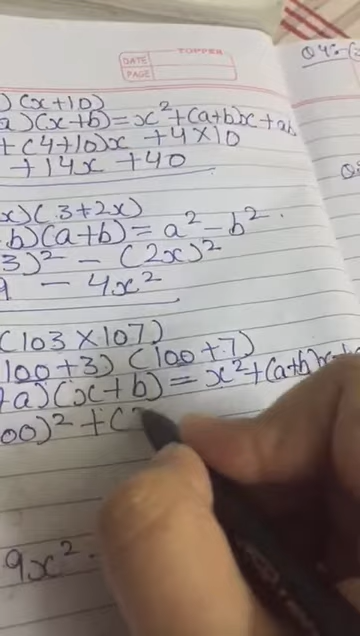 TOPPER
DATE
PAGE
Q4:-(
) (x+10)
a) (x+b) = x² + (a+b)x + ab
+ (4+10)x + 4×10
+ 14x + 40
x) (3+2x)
b) (a+b) = a² - b².
3)² - (2x)²
9 - 4x²
(103 × 107)
100+3) (100+7)
+a) (x+b) = x² + (a+b)x +
00)² + (
9x²